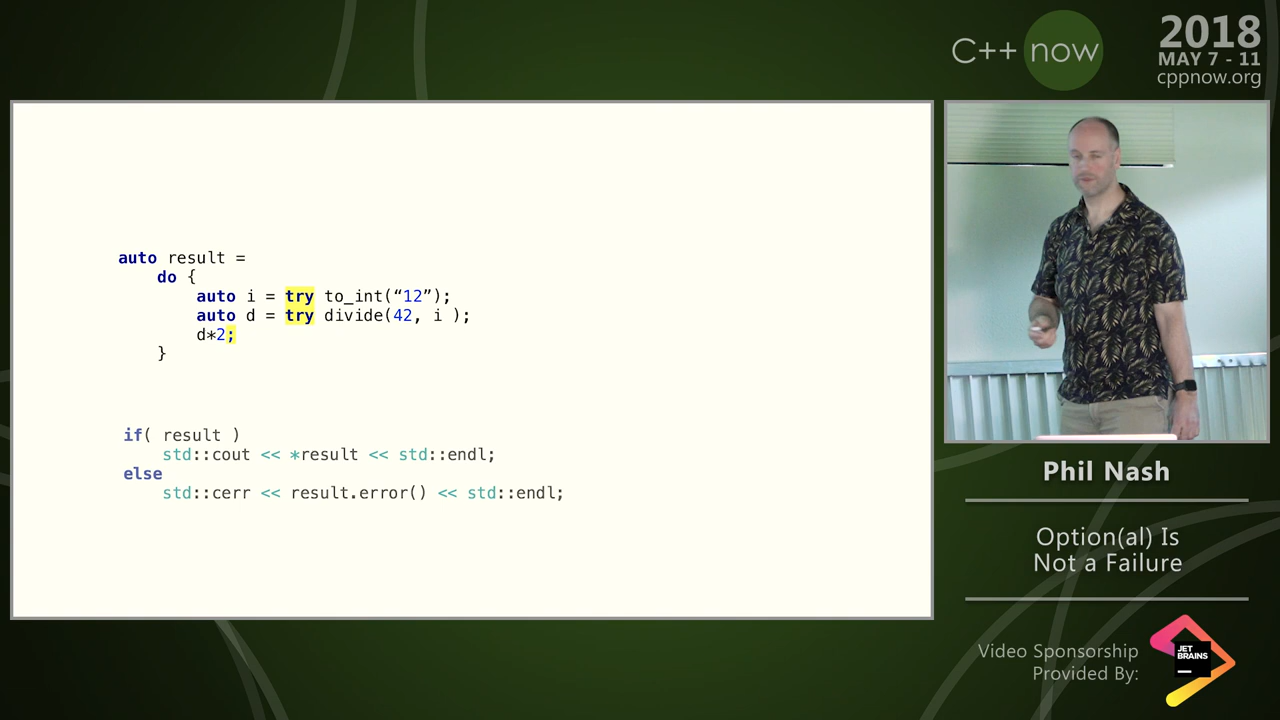 C++ now
2018
MAY 7 - 11
cppnow.org
auto result =
    do {
        auto i = try to_int(“12”);
        auto d = try divide(42, i );
        d*2;
    }
if( result )
    std::cout << *result << std::endl;
else
    std::cerr << result.error() << std::endl;
Phil Nash
Option(al) Is
Not a Failure
Video Sponsorship
Provided By:
JET
BRAINS